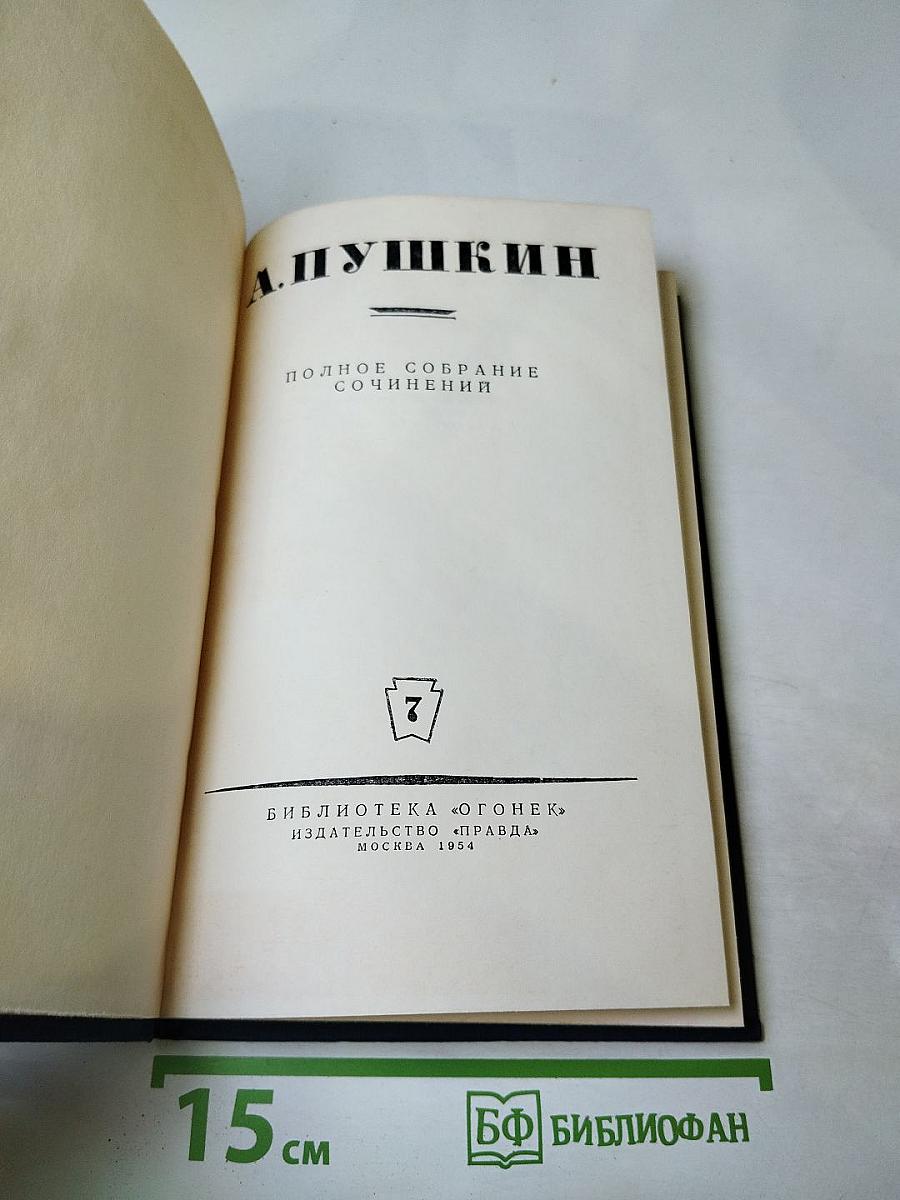 А. ПУШКИН
ПОЛНОЕ СОБРАНИЕ
СОЧИНЕНИЙ
7
БИБЛИОТЕКА «ОГОНЕК»
ИЗДАТЕЛЬСТВО «ПРАВДА»
МОСКВА 1954
15 см
БФ БИБЛИОФАН